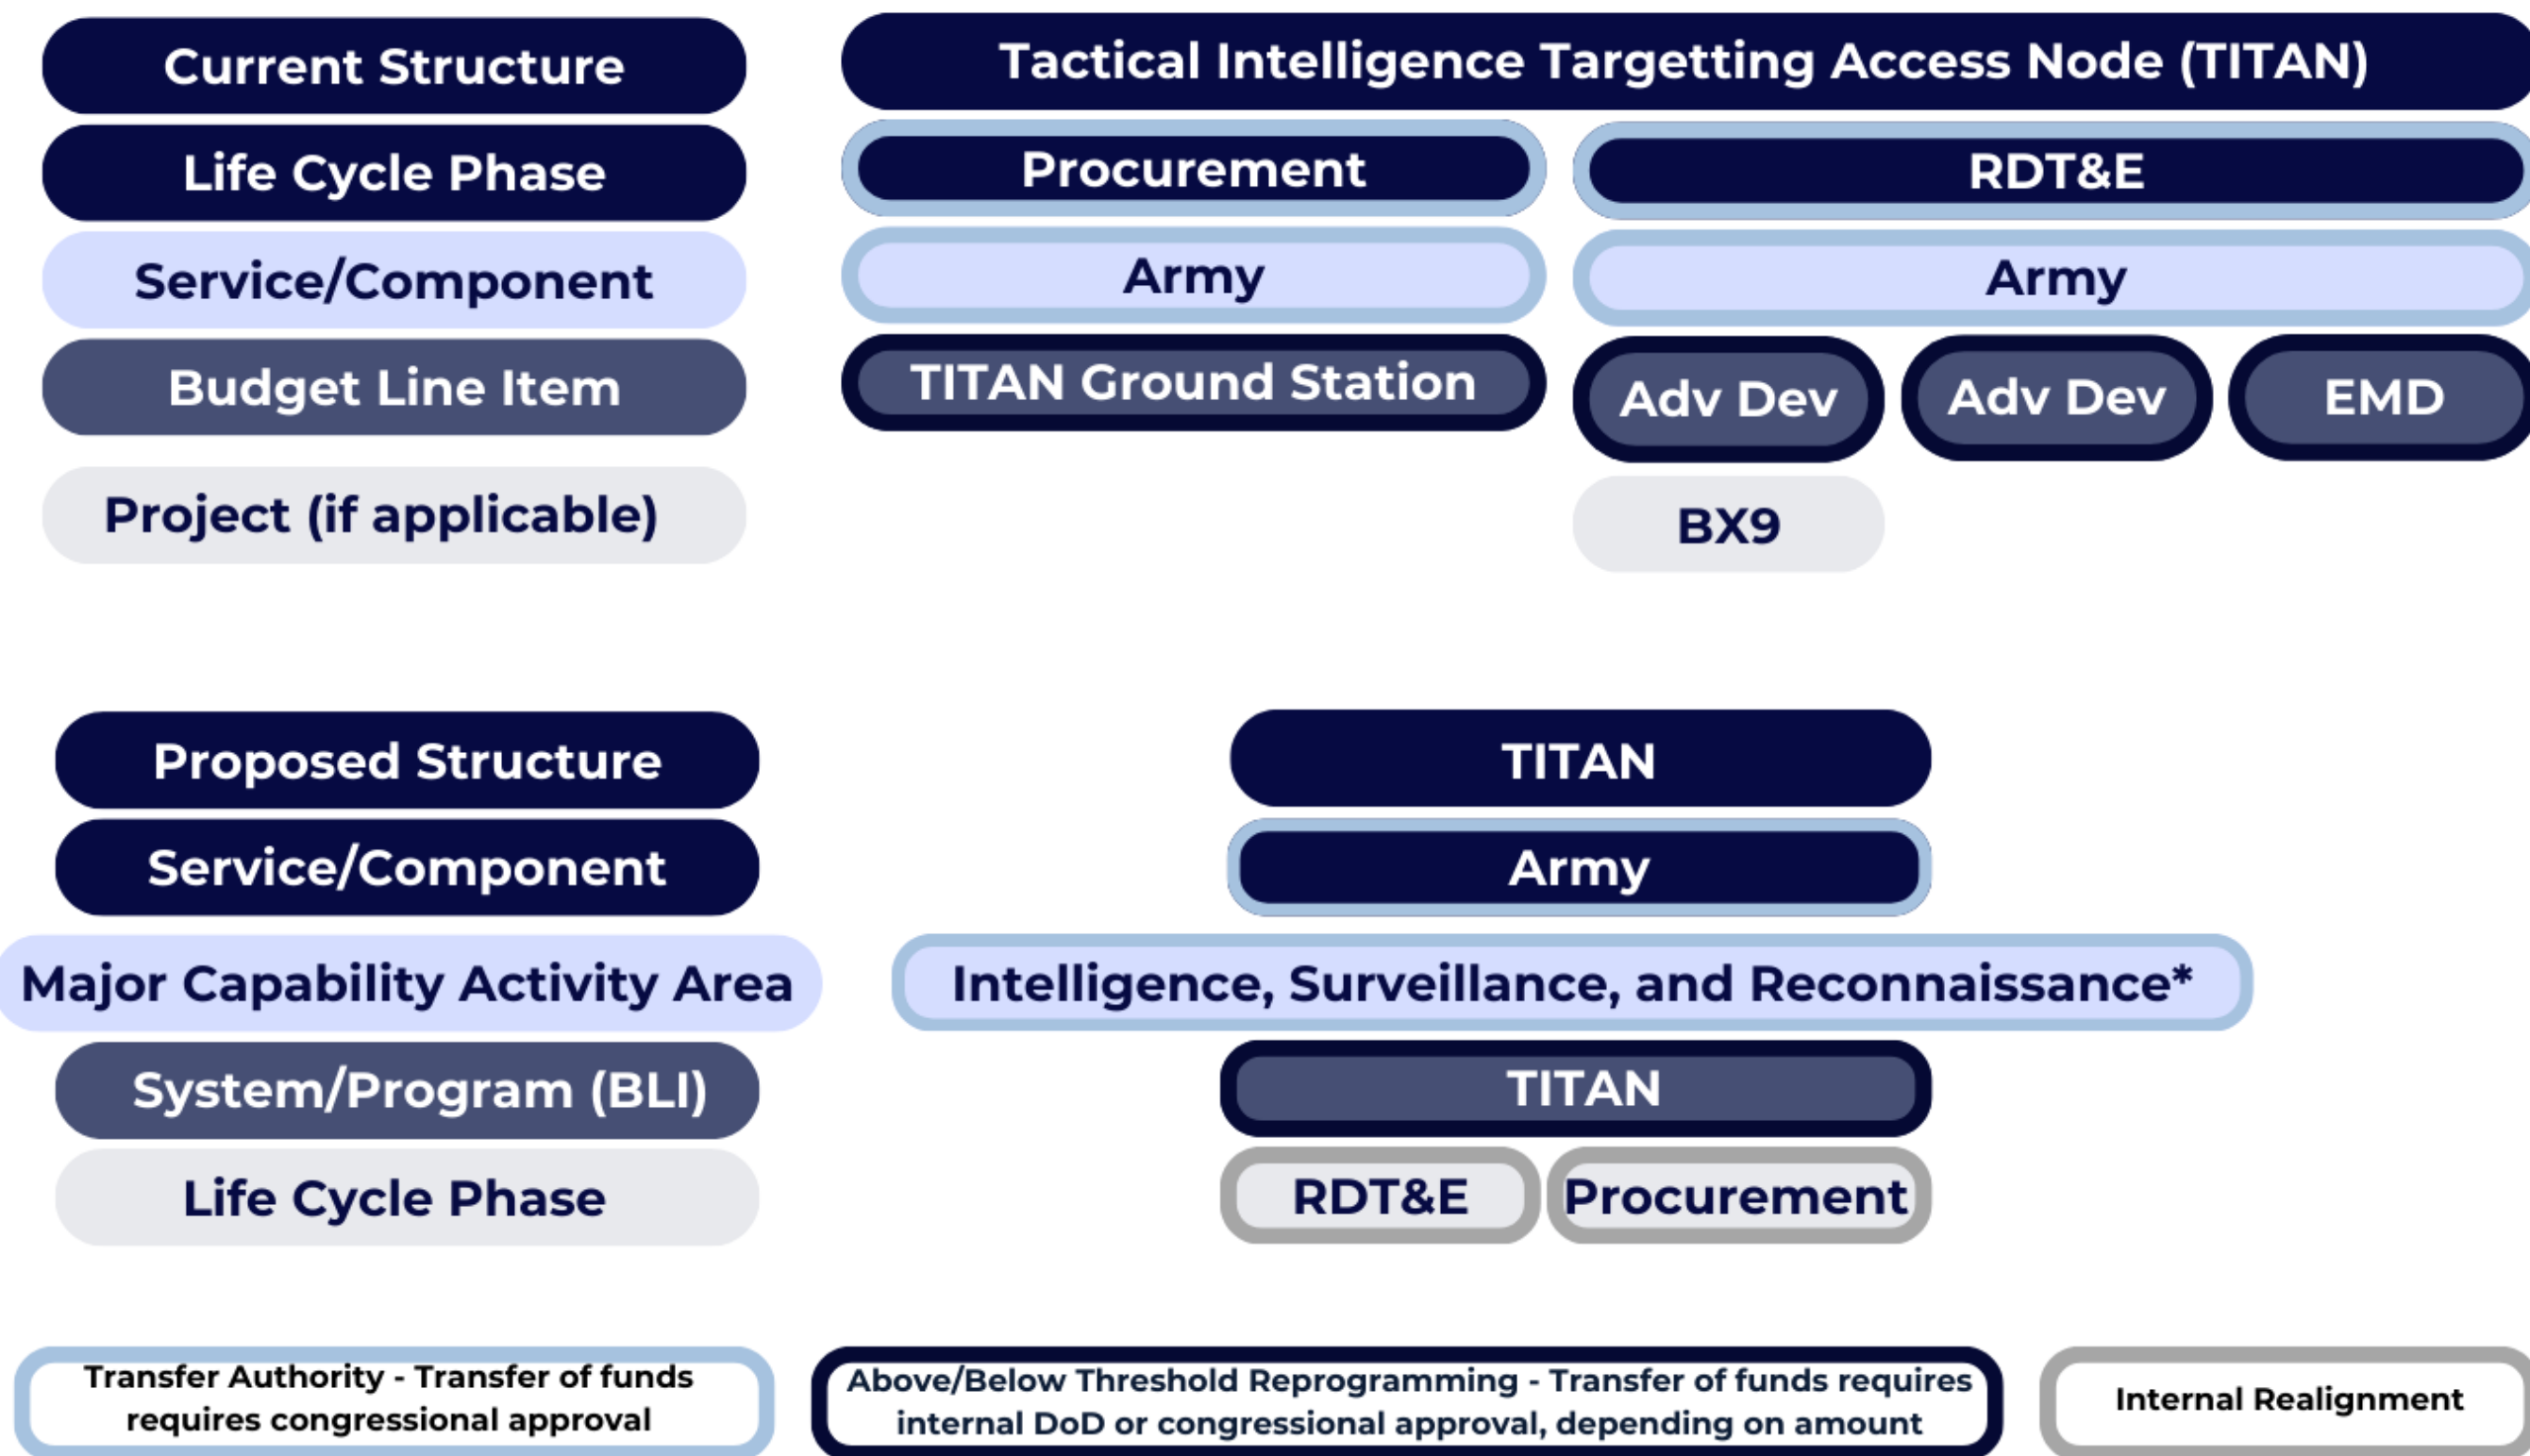 Current Structure
Tactical Intelligence Targetting Access Node (TITAN)
Life Cycle Phase
Procurement
RDT&E
Service/Component
Army
Army
Budget Line Item
TITAN Ground Station
Adv Dev
Adv Dev
EMD
Project (if applicable)
BX9
Proposed Structure
TITAN
Service/Component
Army
Major Capability Activity Area
Intelligence, Surveillance, and Reconnaissance*
System/Program (BLI)
TITAN
Life Cycle Phase
RDT&E
Procurement
Transfer Authority - Transfer of funds
requires congressional approval
Above/Below Threshold Reprogramming - Transfer of funds requires
internal DoD or congressional approval, depending on amount
Internal Realignment